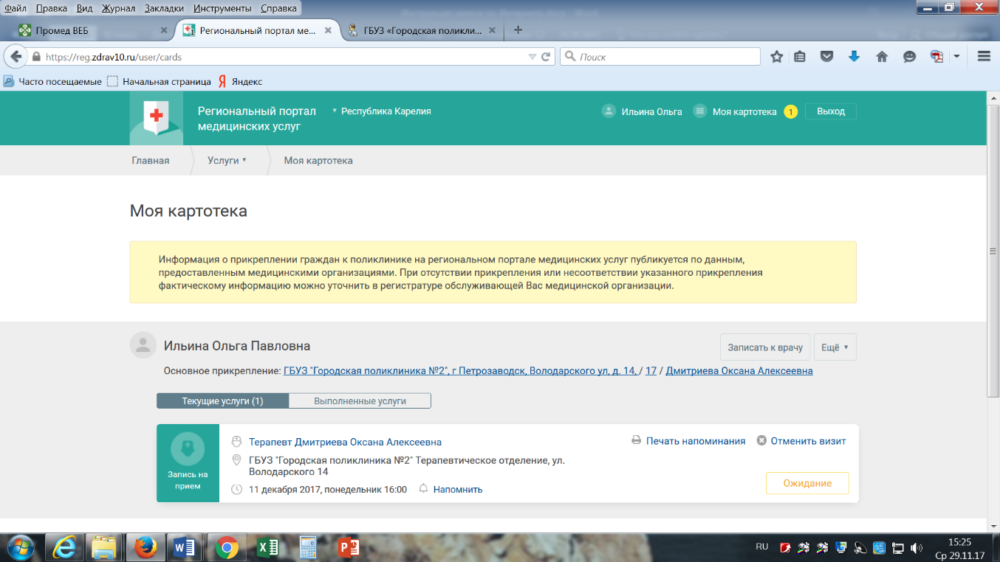 Файл Правка Вид Журнал Закладки Инструменты Справка
Промед ВЕБ
Региональный портал ме...
ГБУЗ «Городская поликли...
https://reg.zdrav10.ru/user/cards
Поиск
Часто посещаемые Начальная страница Яндекс
Региональный портал
медицинских услуг
Республика Карелия
Ильина Ольга
Моя картотека 1
Выход
Главная Услуги Моя картотека
Моя картотека
Информация о прикреплении граждан к поликлинике на региональном портале медицинских услуг публикуется по данным,
предоставленным медицинскими организациями. При отсутствии прикрепления или несоответствии указанного прикрепления
фактическому информацию можно уточнить в регистратуре обслуживающей Вас медицинской организации.
Ильина Ольга Павловна
Записать к врачу Ещё
Основное прикрепление: ГБУЗ "Городская поликлиника №2", г Петрозаводск, Володарского ул, д. 14, / 17 / Дмитриева Оксана Алексеевна
Текущие услуги (1) Выполненные услуги
Запись на
прием
Терапевт Дмитриева Оксана Алексеевна
Печать напоминания Отменить визит
ГБУЗ "Городская поликлиника №2" Терапевтическое отделение, ул.
Володарского 14
11 декабря 2017, понедельник 16:00 Напомнить
Ожидание
RU
15:25
Ср 29.11.17